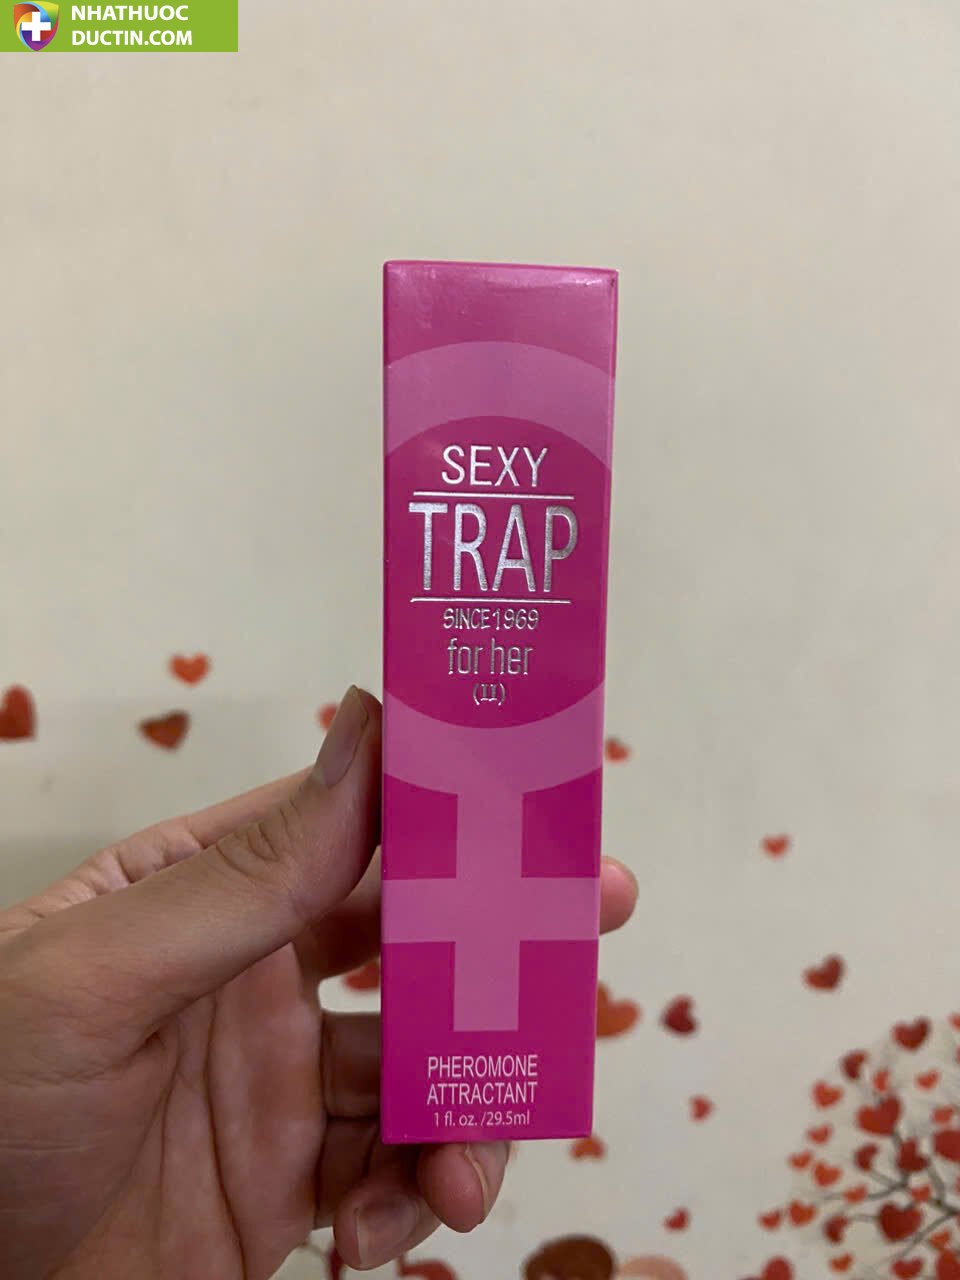 NHATHUOC
DUCTIN.COM
SEXY
TRAP
SINCE1969
for her
(II)
PHEROMONE
ATTRACTANT
1 fl. oz. /29.5ml